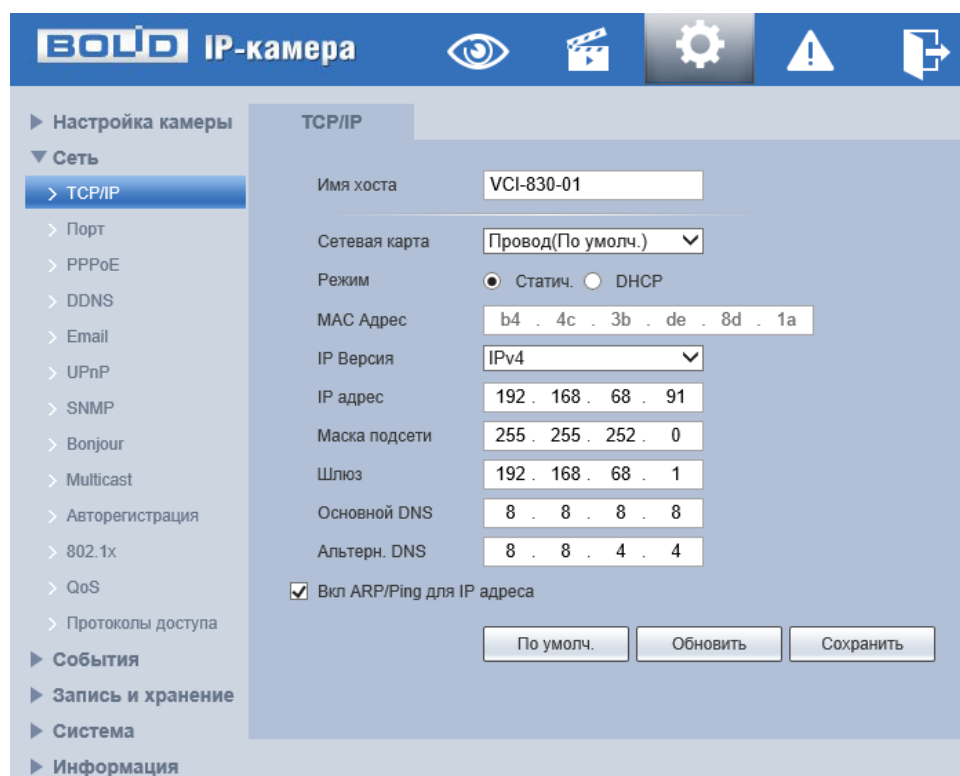 BOLID IP-камера
Настройка камеры
Сеть
TCP/IP
Порт
PPPoE
DDNS
Email
UPnP
SNMP
Bonjour
Multicast
Авторегистрация
802.1x
QoS
Протоколы доступа
События
Запись и хранение
Система
Информация
TCP/IP
Имя хоста VCI-830-01
Сетевая карта Провод(По умолч.)
Режим Статич. DHCP
MAC Адрес b4 . 4c . 3b . de . 8d . 1a
IP Версия IPv4
IP адрес 192 . 168 . 68 . 91
Маска подсети 255 . 255 . 252 . 0
Шлюз 192 . 168 . 68 . 1
Основной DNS 8 . 8 . 8 . 8
Альтерн. DNS 8 . 8 . 4 . 4
Вкл ARP/Ping для IP адреса
По умолч. Обновить Сохранить